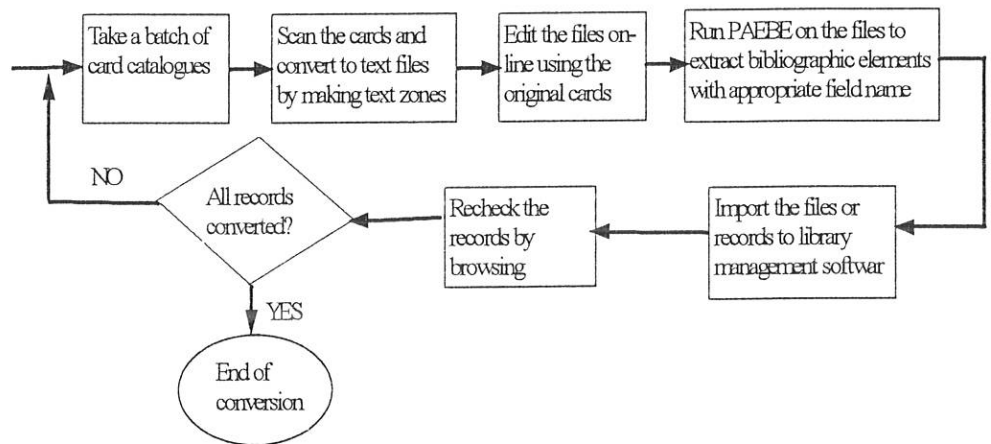 Take a batch of
card catalogues
Scan the cards and
convert to text files
by making text zones
Edit the files on-
line using the
original cards
Run PAEBE on the files to
extract bibliographic elements
with appropriate field name
Import the files or
records to library
management softwar
Recheck the
records by
browsing
All records
converted?
NO
YES
End of
conversion